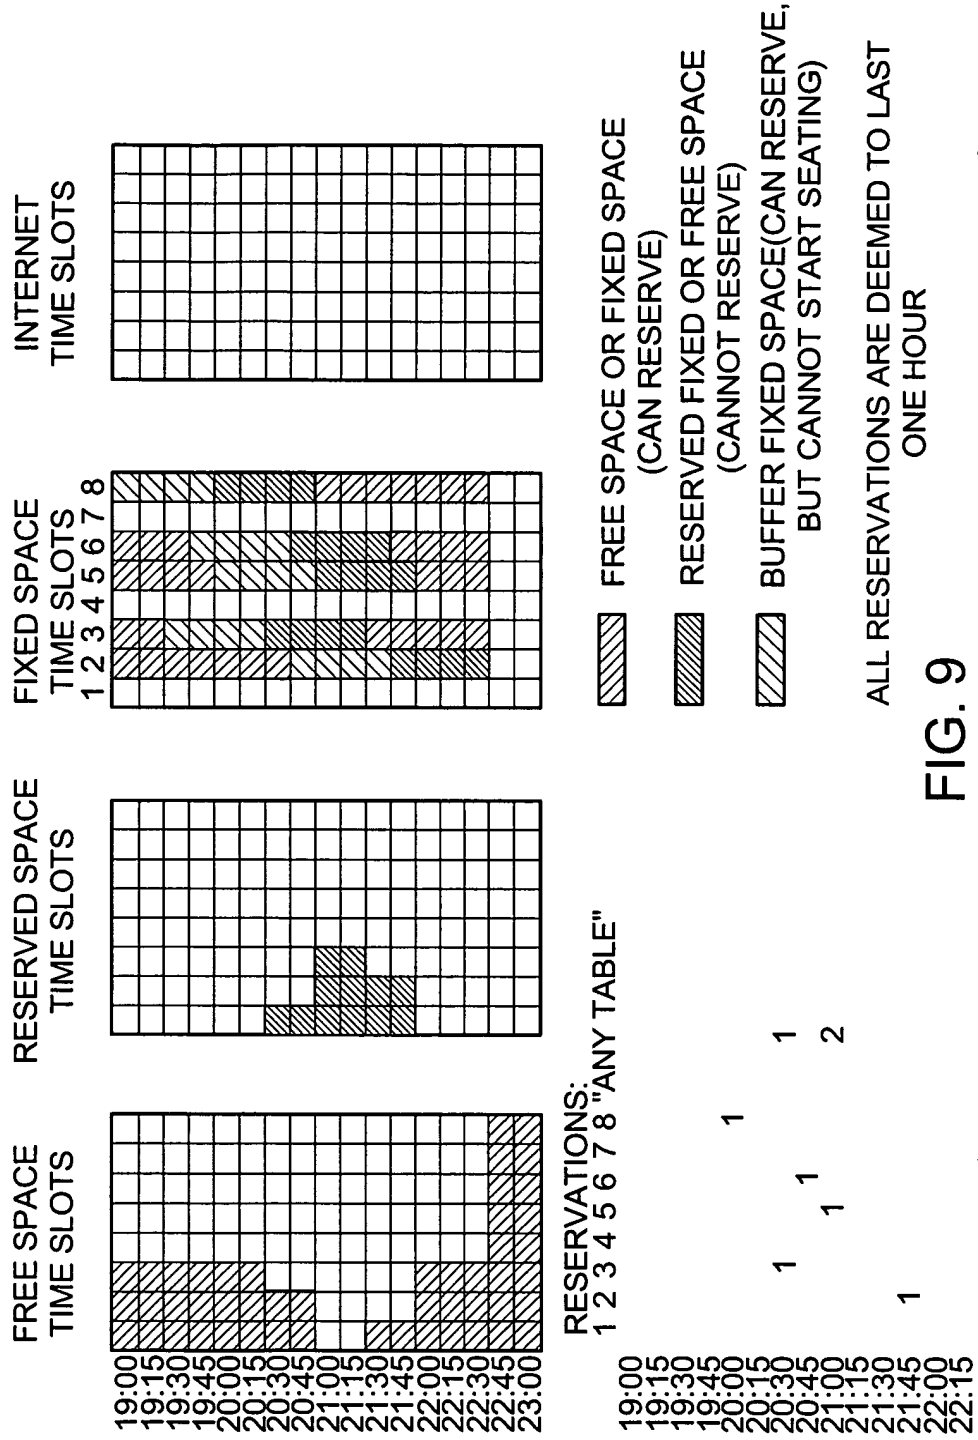 FREE SPACE
TIME SLOTS
RESERVED SPACE
TIME SLOTS
FIXED SPACE
TIME SLOTS
1 2 3 4 5 6 7 8
INTERNET
TIME SLOTS
19:00
19:15
19:30
19:45
20:00
20:15
20:30
20:45
21:00
21:15
21:30
21:45
22:00
22:15
22:30
23:00
RESERVATIONS:
1 2 3 4 5 6 7 8 "ANY TABLE"
19:00
19:15
19:30
19:45
20:00 1
20:15
20:30 1 1
20:45 1
21:00 1 2
21:15
21:30
21:45 1
22:00
22:15
FREE SPACE OR FIXED SPACE
(CAN RESERVE)
RESERVED FIXED OR FREE SPACE
(CANNOT RESERVE)
BUFFER FIXED SPACE(CAN RESERVE,
BUT CANNOT START SEATING)
ALL RESERVATIONS ARE DEEMED TO LAST
ONE HOUR
FIG. 9